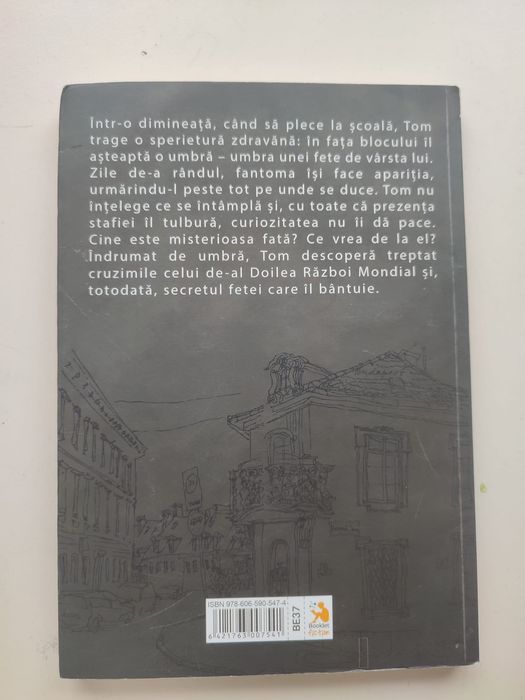 Într-o dimineață, când să plece la școală, Tom
trage o sperietură zdravănă: în fața blocului îl
așteaptă o umbră – umbra unei fete de vârsta lui.
Zile de-a rândul, fantoma își face apariția,
urmărindu-l peste tot pe unde se duce. Tom nu
înțelege ce se întâmplă și, cu toate că prezența
stafiei îl tulbură, curiozitatea nu îi dă pace.
Cine este misterioasa fată? Ce vrea de la el?
Îndrumat de umbră, Tom descoperă treptat
cruzimile celui de-al Doilea Război Mondial și,
totodată, secretul fetei care îl bântuie.
ISBN 978-606-590-547-4
6421763007541
BE37
Booklet
fiction